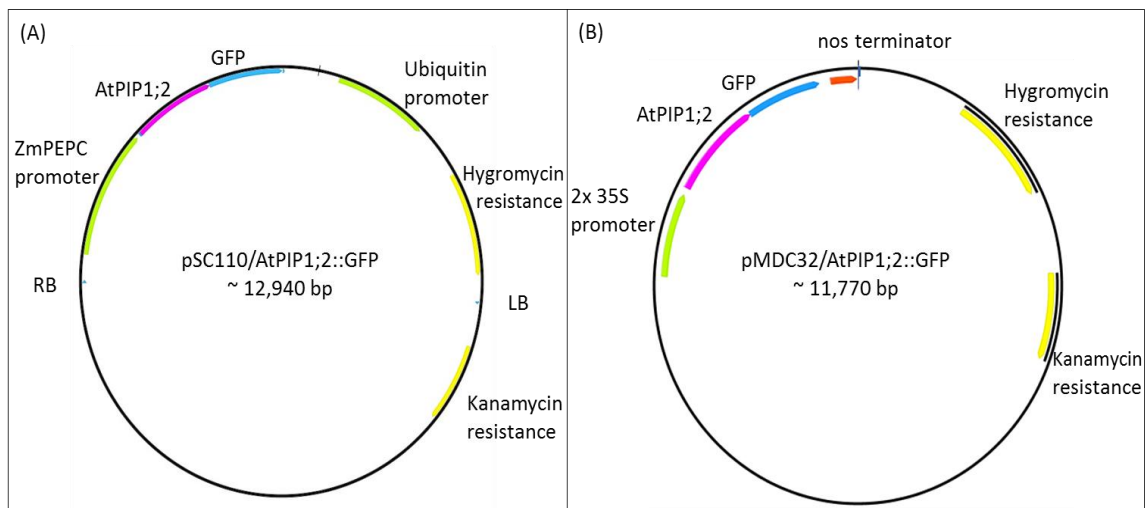 (A)
GFP
AtPIP1;2
Ubiquitin
promoter
ZmPEPC
promoter
Hygromycin
resistance
pSC110/AtPIP1;2::GFP
~ 12,940 bp
RB
LB
Kanamycin
resistance
(B)
nos terminator
GFP
AtPIP1;2
Hygromycin
resistance
2x 35S
promoter
pMDC32/AtPIP1;2::GFP
~ 11,770 bp
Kanamycin
resistance